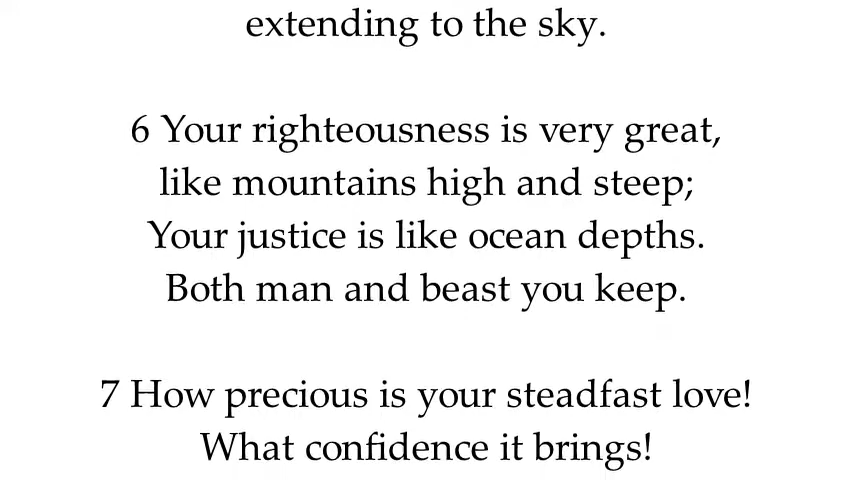 extending to the sky.
6 Your righteousness is very great,
like mountains high and steep;
Your justice is like ocean depths.
Both man and beast you keep.
7 How precious is your steadfast love!
What confidence it brings!